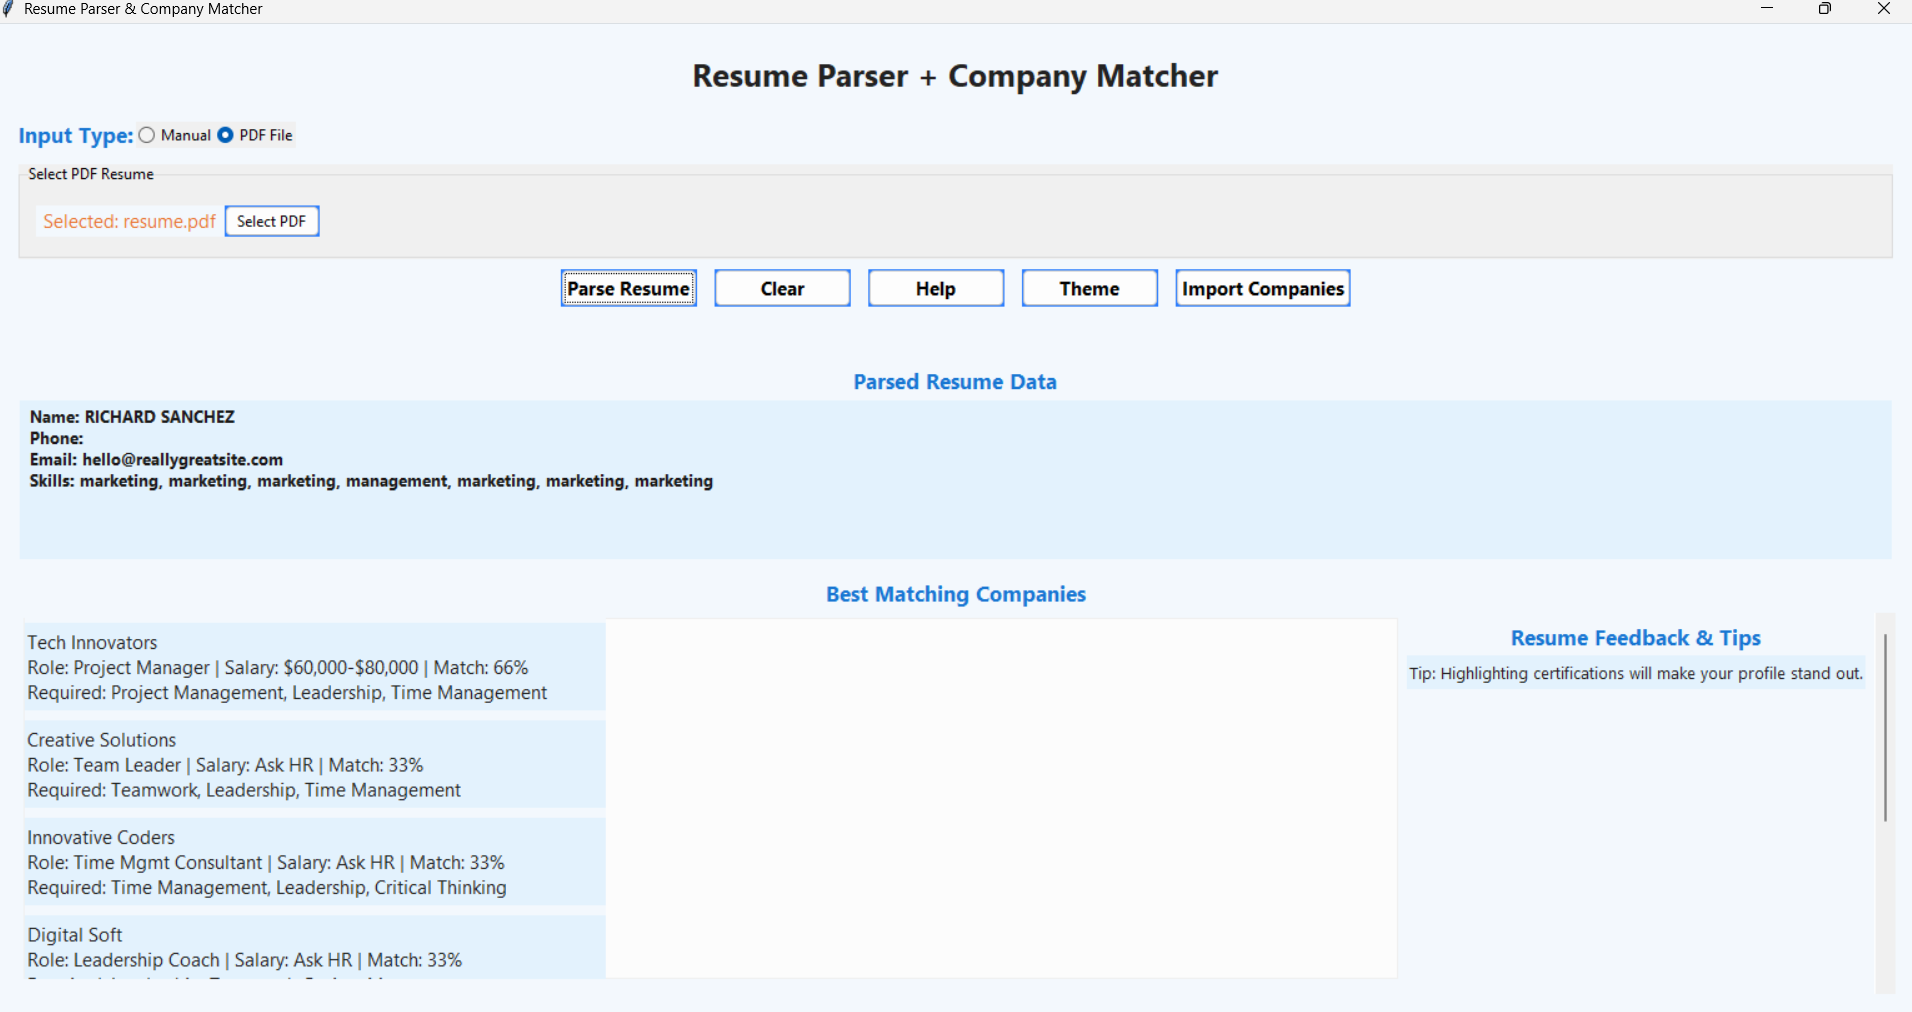 Resume Parser & Company Matcher
Resume Parser + Company Matcher
Input Type: Manual PDF File
Select PDF Resume
Selected: resume.pdf Select PDF
Parse Resume Clear Help Theme Import Companies
Parsed Resume Data
Name: RICHARD SANCHEZ
Phone:
Email: hello@reallygreatsite.com
Skills: marketing, marketing, marketing, management, marketing, marketing, marketing
Best Matching Companies
Tech Innovators
Role: Project Manager | Salary: $60,000-$80,000 | Match: 66%
Required: Project Management, Leadership, Time Management
Creative Solutions
Role: Team Leader | Salary: Ask HR | Match: 33%
Required: Teamwork, Leadership, Time Management
Innovative Coders
Role: Time Mgmt Consultant | Salary: Ask HR | Match: 33%
Required: Time Management, Leadership, Critical Thinking
Digital Soft
Role: Leadership Coach | Salary: Ask HR | Match: 33%
Resume Feedback & Tips
Tip: Highlighting certifications will make your profile stand out.